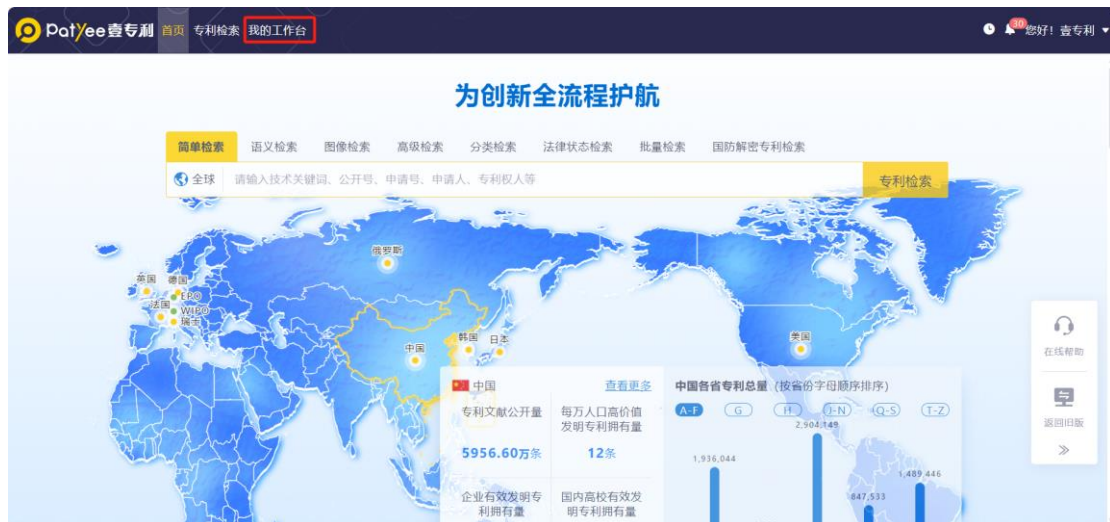 PatYee壹专利 首页 专利检索 我的工作台 30 您好！壹专利
为创新全流程护航
简单检索 语义检索 图像检索 高级检索 分类检索 法律状态检索 批量检索 国防解密专利检索
全球 请输入技术关键词、公开号、申请号、申请人、专利权人等 专利检索
俄罗斯
英国 德国
EPO
法国 WIPO
瑞士
中国 韩国 日本
美国
在线帮助
返回旧版
中国 查看更多
专利文献公开量
5956.60万条
每万人口高价值
发明专利拥有量
12条
企业有效发明专
利拥有量
国内高校有效发
明专利拥有量
中国各省专利总量（按省份字母顺序排序）
A-F G H J-N Q-S T-Z
2,904,149
1,936,044
1,489,446
847,533